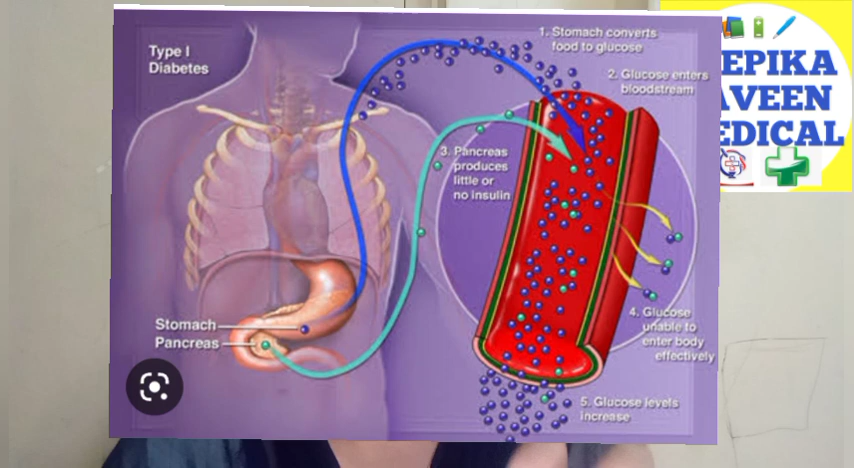 Type I
Diabetes
1. Stomach converts
food to glucose
2. Glucose enters
bloodstream
3. Pancreas
produces
little or
no insulin
Stomach
Pancreas
4. Glucose
unable to
enter body
effectively
5. Glucose levels
increase
EPIKA
AVEEN
EDICAL